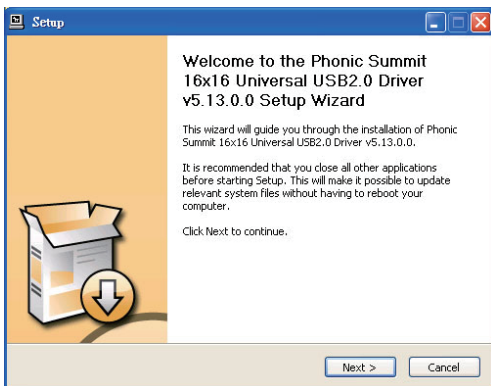 Setup
Welcome to the Phonic Summit
16x16 Universal USB2.0 Driver
v5.13.0.0 Setup Wizard
This wizard will guide you through the installation of Phonic
Summit 16x16 Universal USB2.0 Driver v5.13.0.0.
It is recommended that you close all other applications
before starting Setup. This will make it possible to update
relevant system files without having to reboot your
computer.
Click Next to continue.
Next >
Cancel